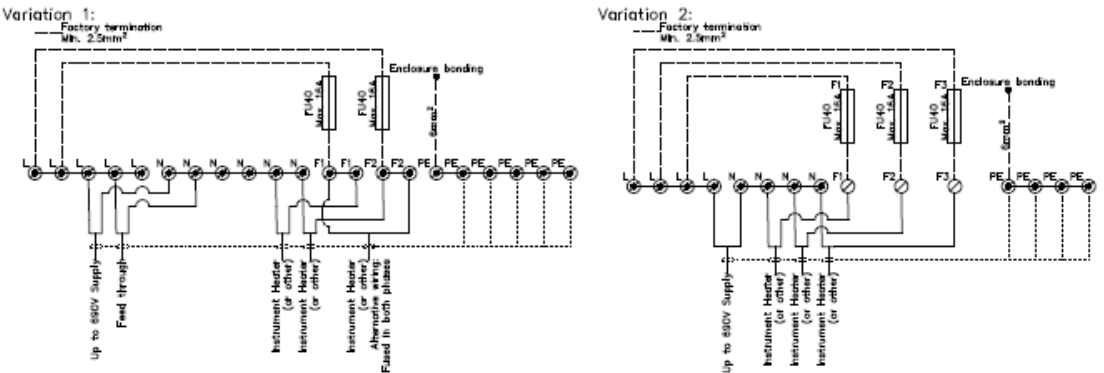 Variation 1:
Factory termination
Min. 2.5mm²
FU40
Max. 16A
FU40
Max. 16A
Enclosure bonding
6mm²
L L L L L N N N N N N F1 F1 F2 F2 PE PE PE PE PE PE
Up to 690V Supply
Feed through
Instrument Heater
(or other)
Instrument Heater
(or other)
Instrument Heater
(or other)
Alternative wiring:
Fused in both phases
Variation 2:
Factory termination
Min. 2.5mm²
F1
FU40
Max. 16A
F2
FU40
Max. 16A
F3
FU40
Max. 16A
Enclosure bonding
6mm²
L L L L N N N N F1 F2 F3 PE PE PE PE
Up to 690V Supply
Instrument Heater
(or other)
Instrument Heater
(or other)
Instrument Heater
(or other)